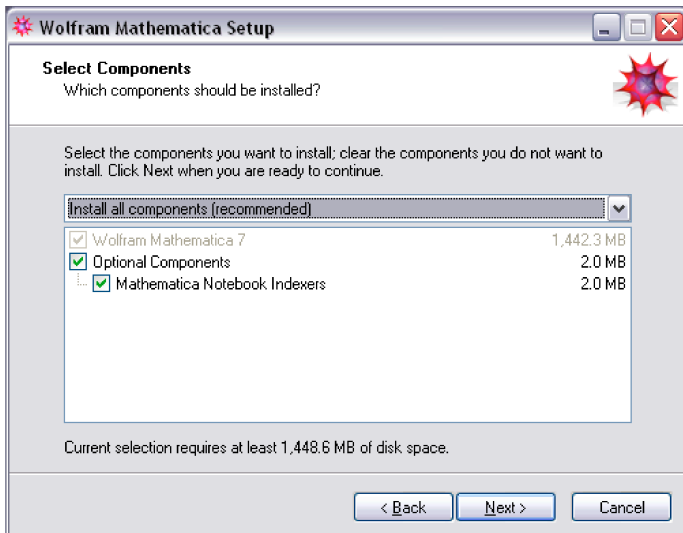 Wolfram Mathematica Setup
Select Components
Which components should be installed?
Select the components you want to install; clear the components you do not want to
install. Click Next when you are ready to continue.
Install all components (recommended)
Wolfram Mathematica 7 1,442.3 MB
Optional Components 2.0 MB
Mathematica Notebook Indexers 2.0 MB
Current selection requires at least 1,448.6 MB of disk space.
< Back Next > Cancel